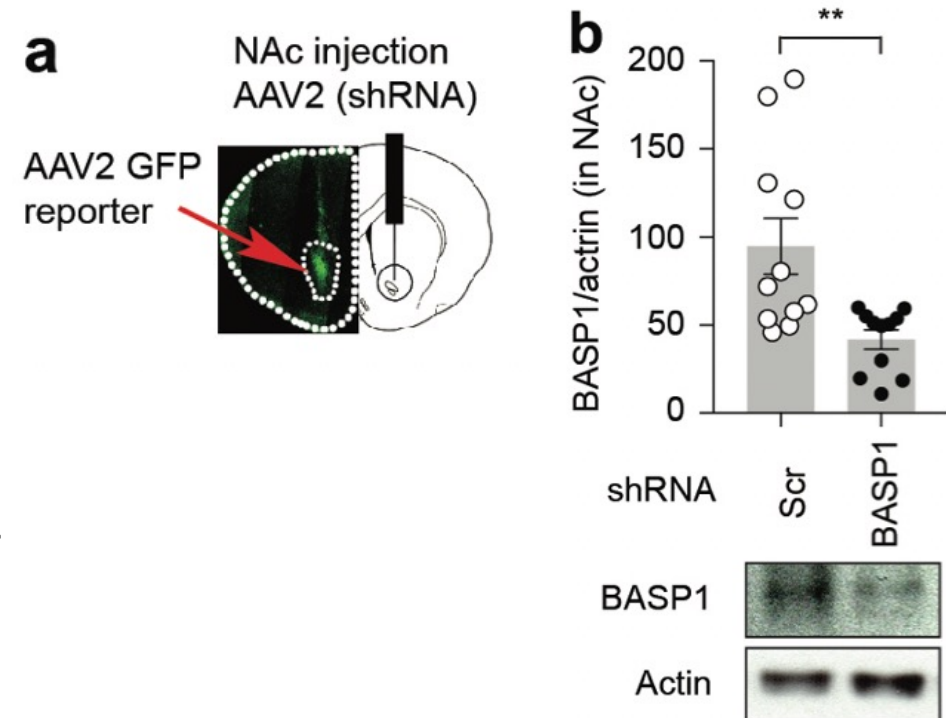 a
NAc injection
AAV2 (shRNA)
AAV2 GFP
reporter
b
**
BASP1/actrin (in NAc)
200
150
100
50
0
shRNA
Scr
BASP1
BASP1
Actin